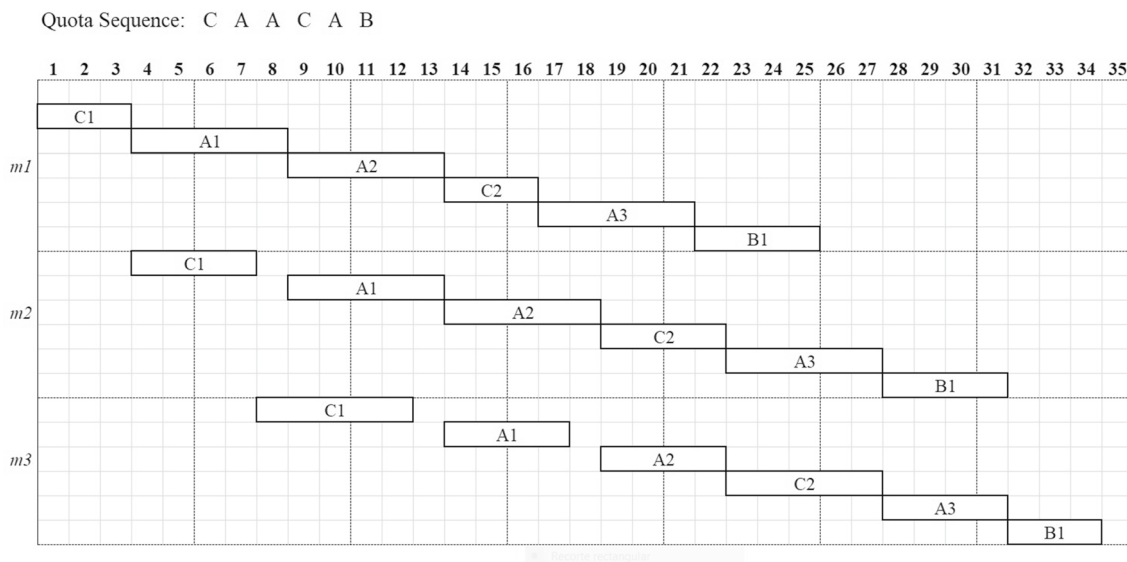 Quota Sequence: C A A C A B
1 2 3 4 5 6 7 8 9 10 11 12 13 14 15 16 17 18 19 20 21 22 23 24 25 26 27 28 29 30 31 32 33 34 35
C1
A1
m1
A2
C2
A3
B1
C1
A1
m2
A2
C2
A3
B1
C1
A1
m3
A2
C2
A3
B1
Recorte rectangular